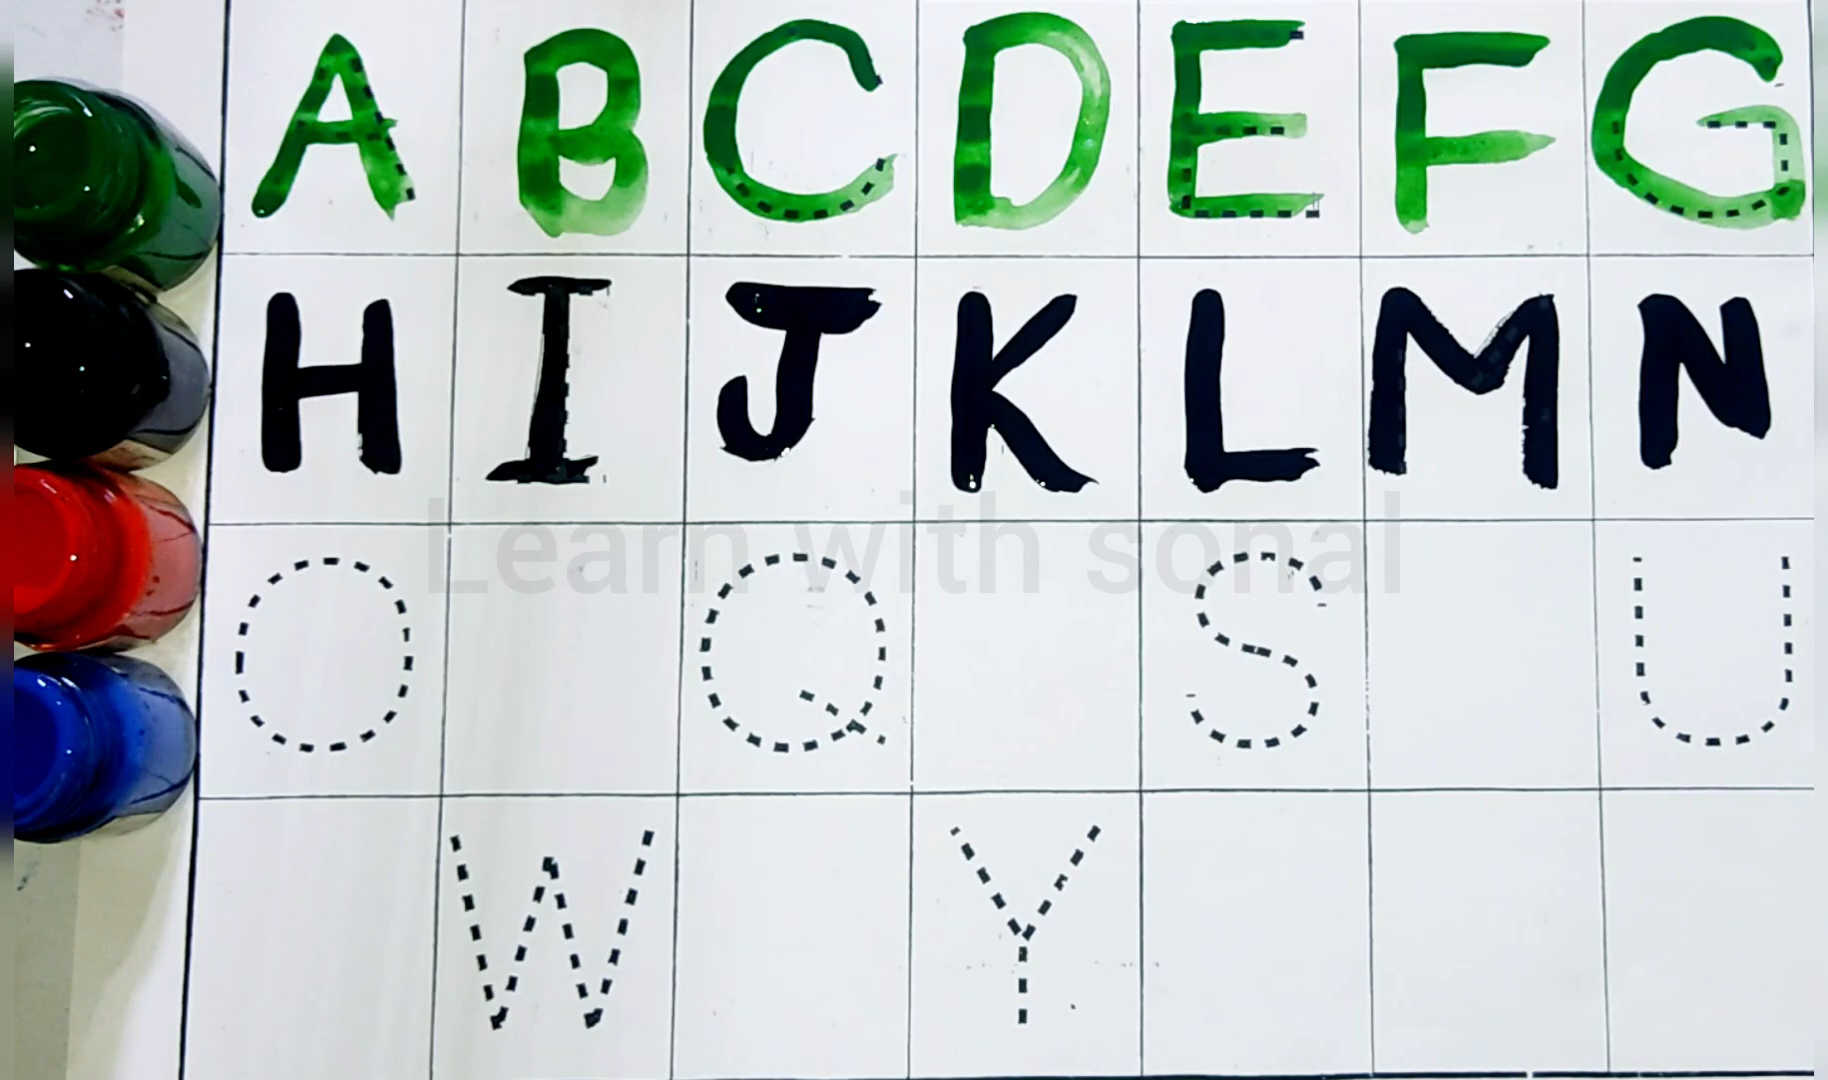 A B C D E F G
H I J K L M N
Learn with sonal
O Q S U
W Y